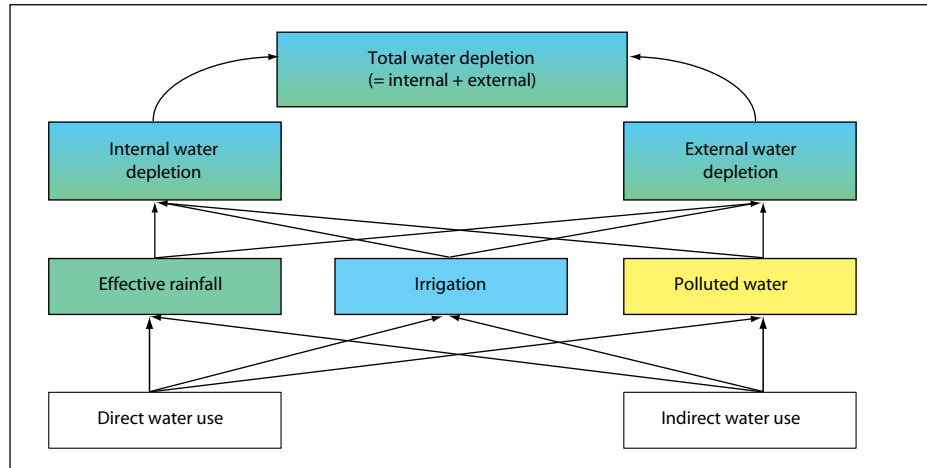 Total water depletion
(= internal + external)
Internal water
depletion
External water
depletion
Effective rainfall
Irrigation
Polluted water
Direct water use
Indirect water use